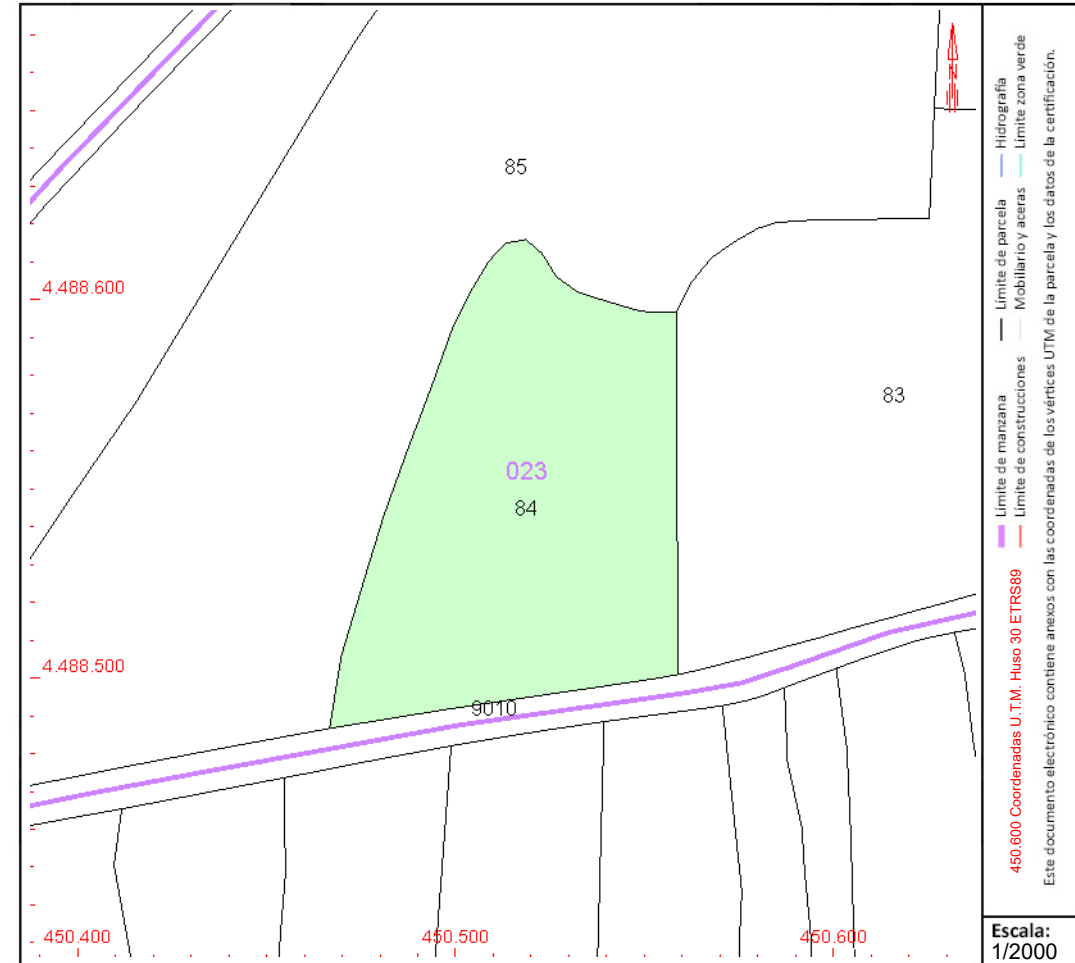 85
4.488.600
83
023
84
4.488.500
9010
450.400
450.500
450.600
N
Límite de manzana
Límite de parcela
Hidrografía
Límite de construcciones
Mobiliario y aceras
Límite zona verde
450.600 Coordenadas U.T.M. Huso 30 ETRS89
Este documento electrónico contiene anexos con las coordenadas de los vértices UTM de la parcela y los datos de la certificación.
Escala:
1/2000